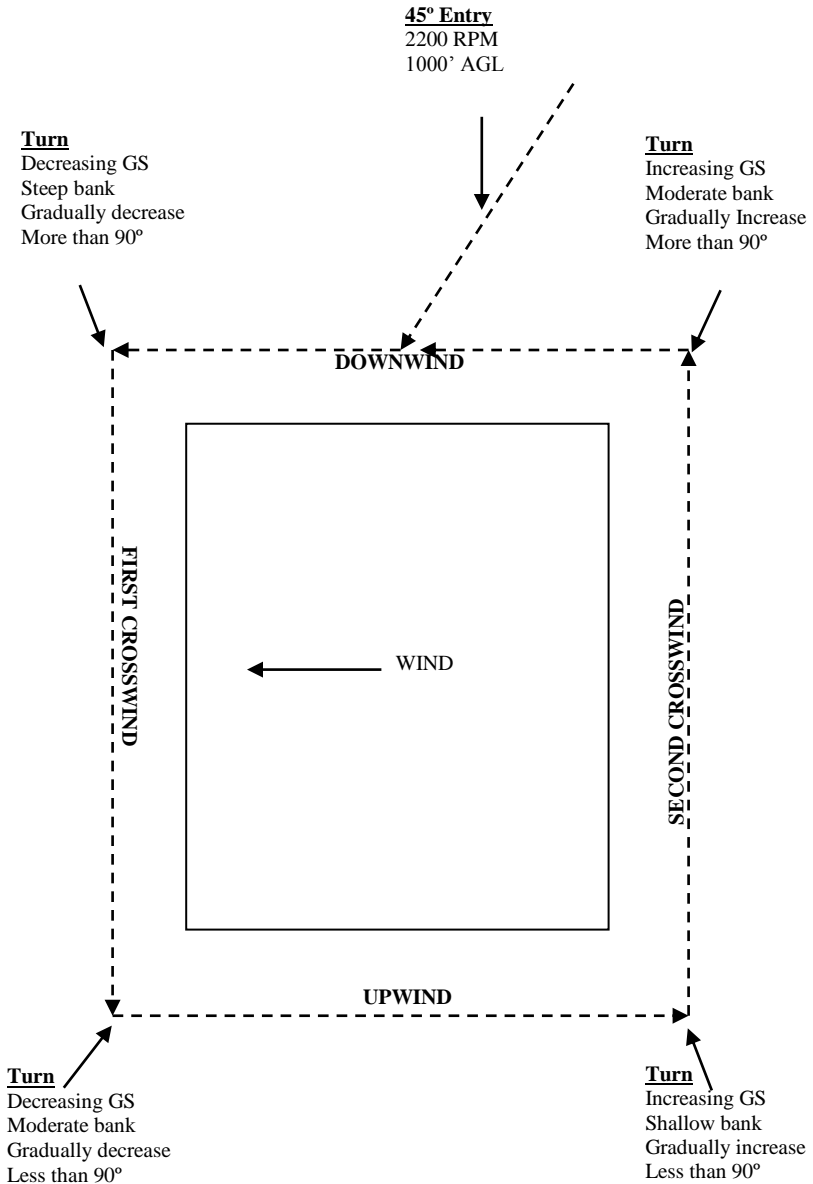 45º Entry
2200 RPM
1000’ AGL
Turn
Decreasing GS
Steep bank
Gradually decrease
More than 90º
Turn
Increasing GS
Moderate bank
Gradually Increase
More than 90º
DOWNWIND
FIRST CROSSWIND
WIND
SECOND CROSSWIND
UPWIND
Turn
Decreasing GS
Moderate bank
Gradually decrease
Less than 90º
Turn
Increasing GS
Shallow bank
Gradually increase
Less than 90º